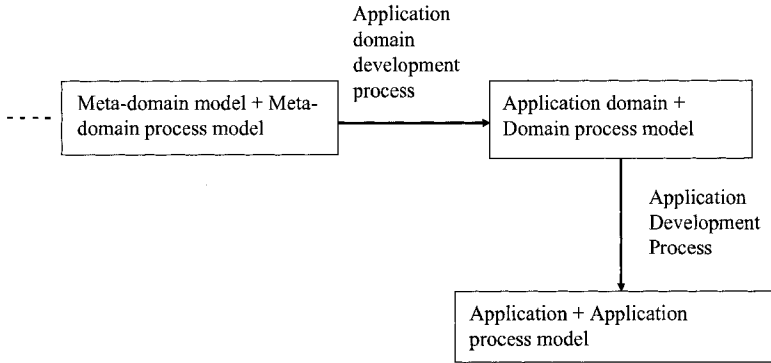 Application
domain
development
process
Meta-domain model + Meta-
domain process model
Application domain +
Domain process model
Application
Development
Process
Application + Application
process model